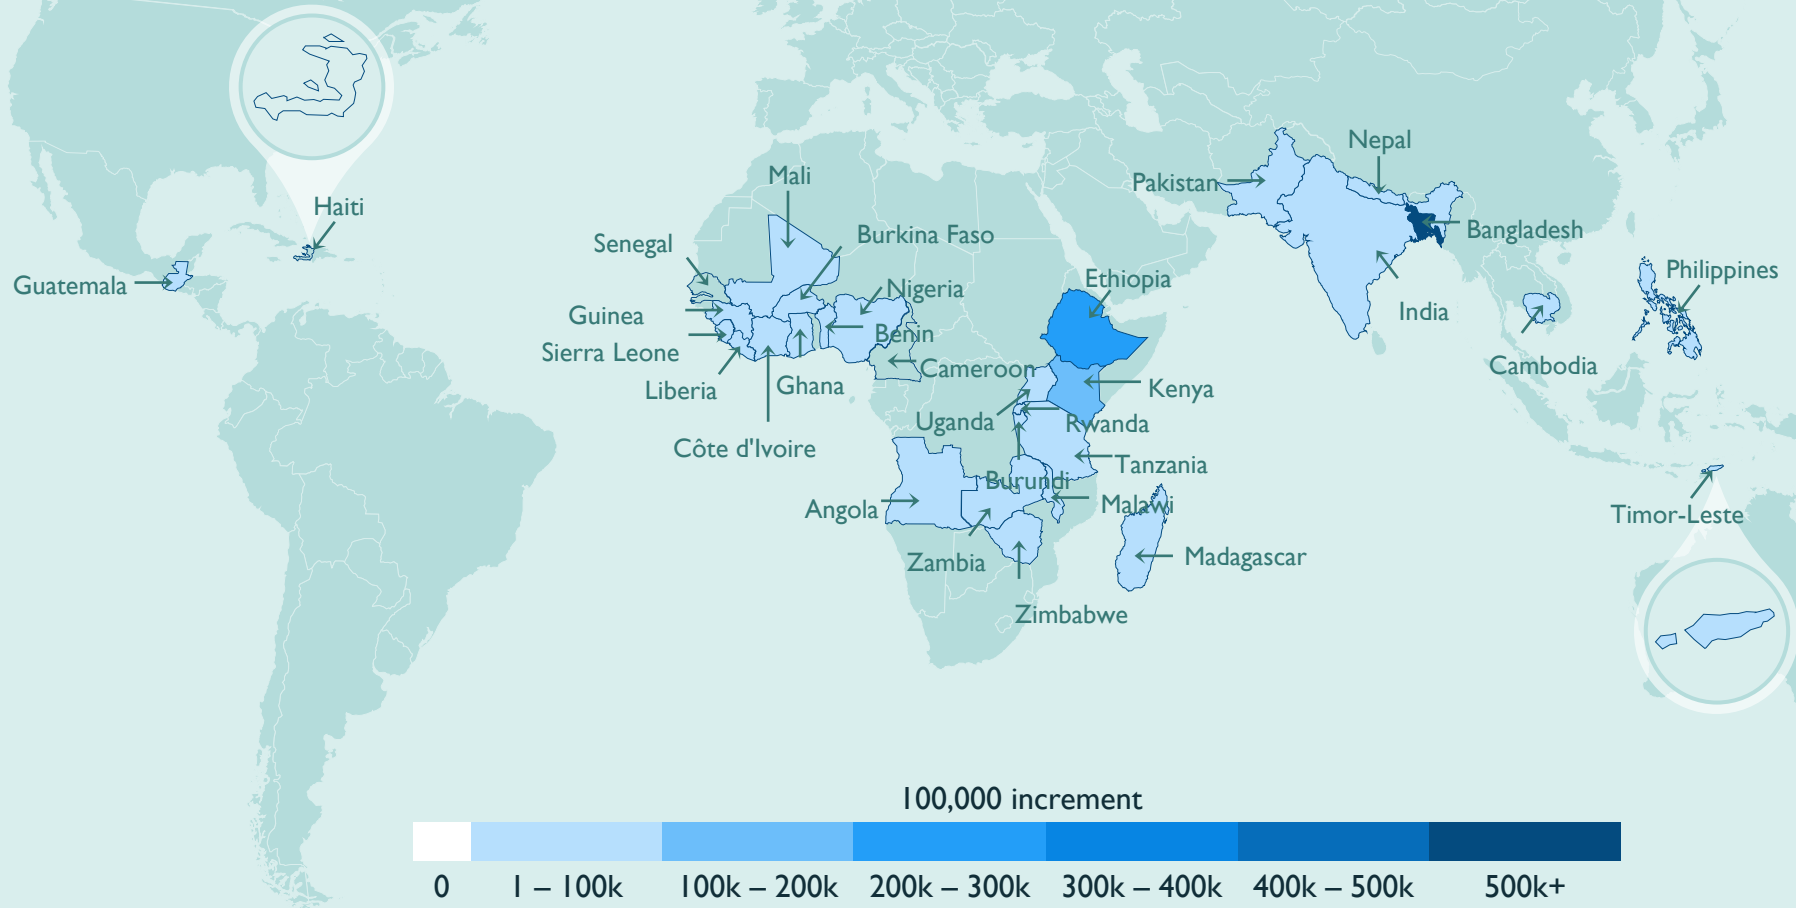 Nepal
Mali
Pakistan
Haiti
Burkina Faso
Bangladesh
Senegal
Philippines
Guatemala
Ethiopia
Nigeria
India
Guinea
Benin
Sierra Leone
Cameroon
Cambodia
Liberia
Ghana
Kenya
Uganda
Rwanda
Côte d'Ivoire
Tanzania
Burundi
Angola
Malawi
Timor-Leste
Zambia
Madagascar
Zimbabwe
100,000 increment
0 1 – 100k 100k – 200k 200k – 300k 300k – 400k 400k – 500k 500k+